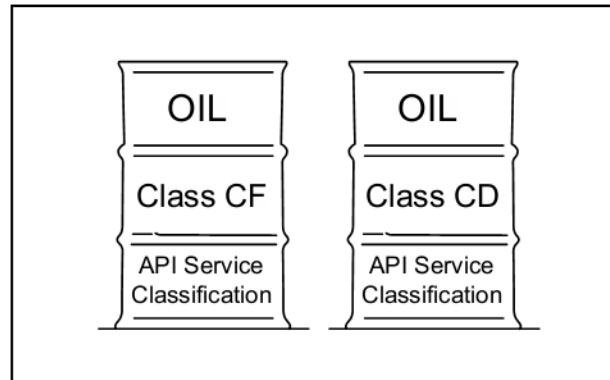 OIL
Class CF
API Service
Classification
OIL
Class CD
API Service
Classification